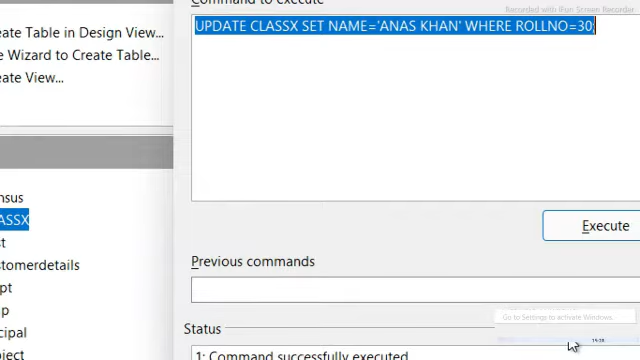 Command to execute
Recorded with iFun Screen Recorder
UPDATE CLASSX SET NAME='ANAS KHAN' WHERE ROLLNO=30;
reate Table in Design View...
e Wizard to Create Table...
eate View...
nsus
ASSX
t
stomerdetails
pt
p
cipal
oject
Execute
Previous commands
Go to Settings to activate Windows.
Status
1: Command successfully executed.